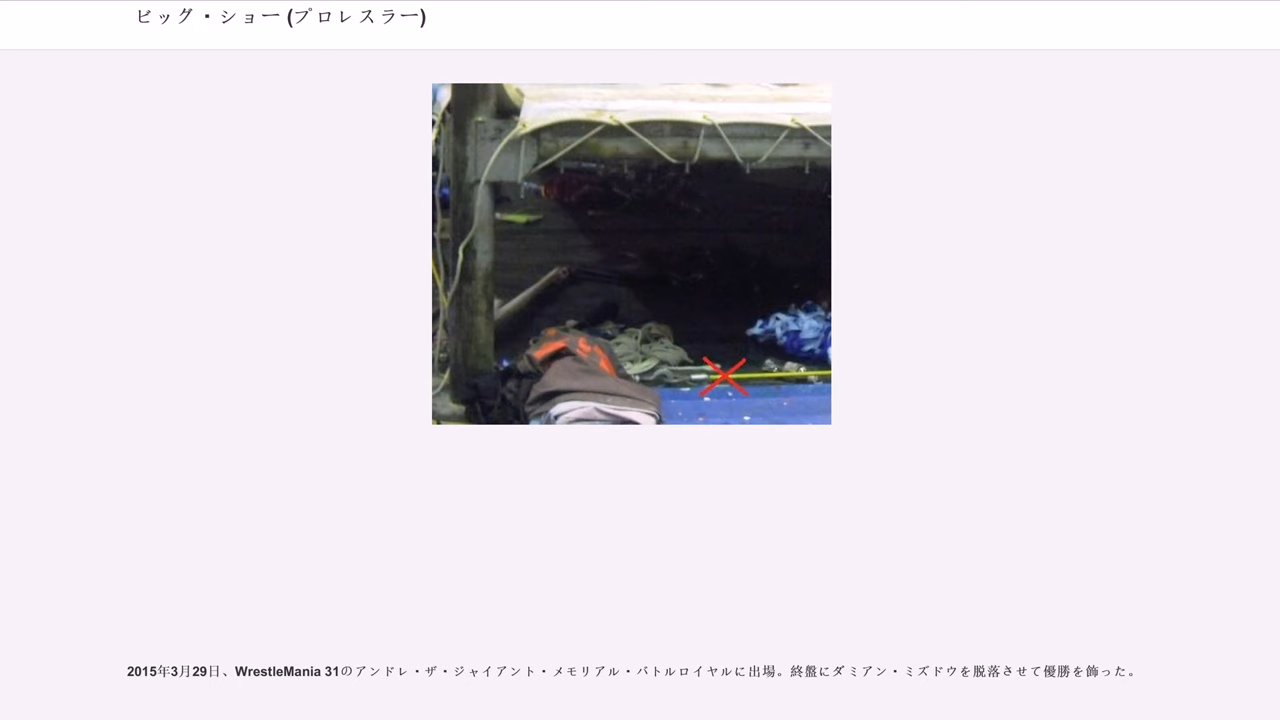 ビッグ・ショー (プロレスラー)
2015年3月29日、WrestleMania 31のアンドレ・ザ・ジャイアント・メモリアル・バトルロイヤルに出場。終盤にダミアン・ミズドウを脱落させて優勝を飾った。